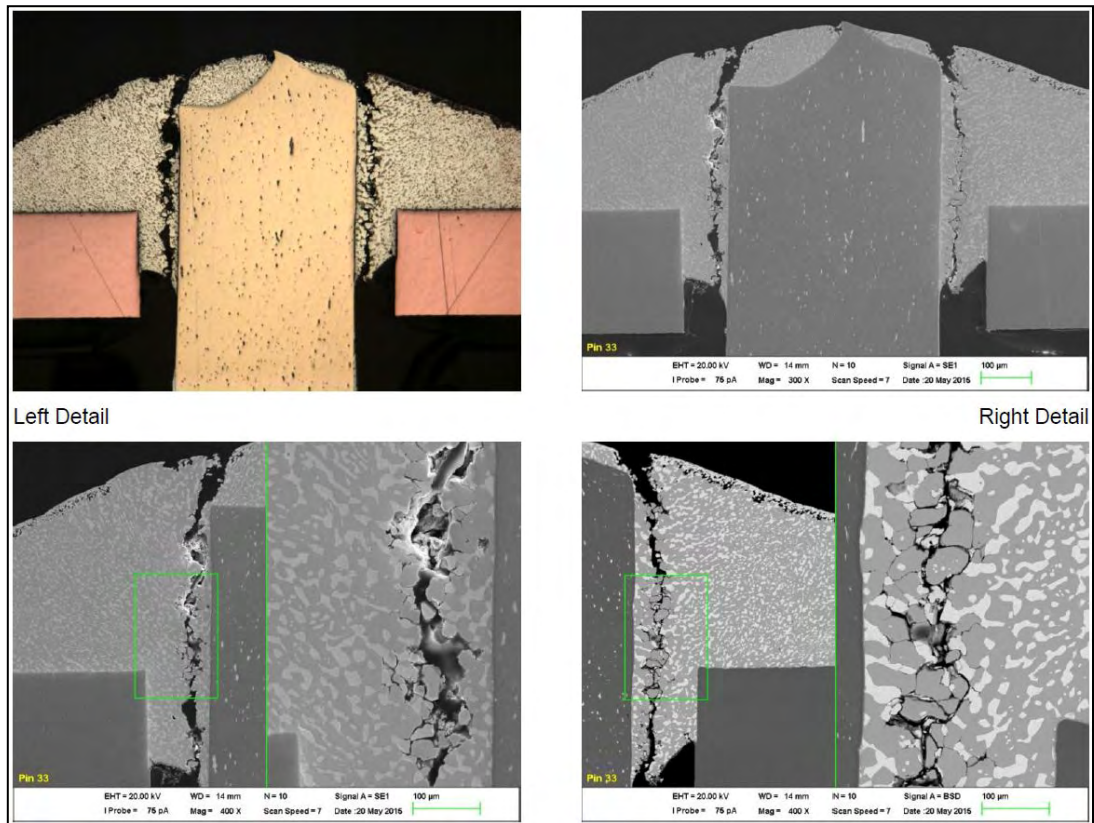 Pin 33
EHT = 20.00 kV WD = 14 mm N = 10 Signal A = SE1 100 µm
I Probe = 75 pA Mag = 300 X Scan Speed = 7 Date :20 May 2015
Left Detail
Right Detail
Pin 33
EHT = 20.00 kV WD = 14 mm N = 10 Signal A = SE1 100 µm
I Probe = 75 pA Mag = 400 X Scan Speed = 7 Date :20 May 2015
2
Pin 33
EHT = 20.00 kV WD = 14 mm N = 10 Signal A = BSD 100 µm
I Probe = 75 pA Mag = 400 X Scan Speed = 7 Date :20 May 2015